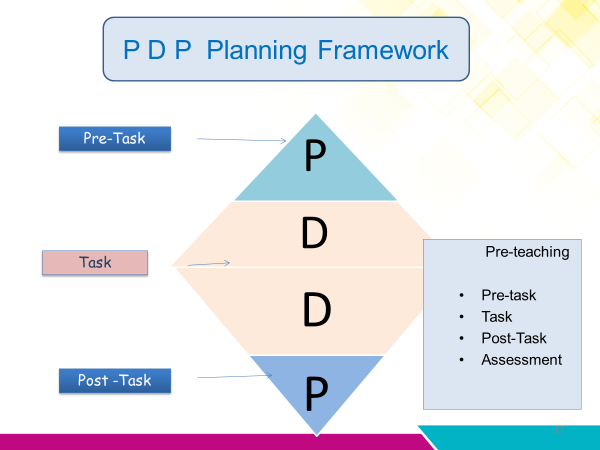 P D P Planning Framework
Pre-Task
P
D
Task
Pre-teaching
• Pre-task
• Task
• Post-Task
• Assessment
D
Post -Task
P